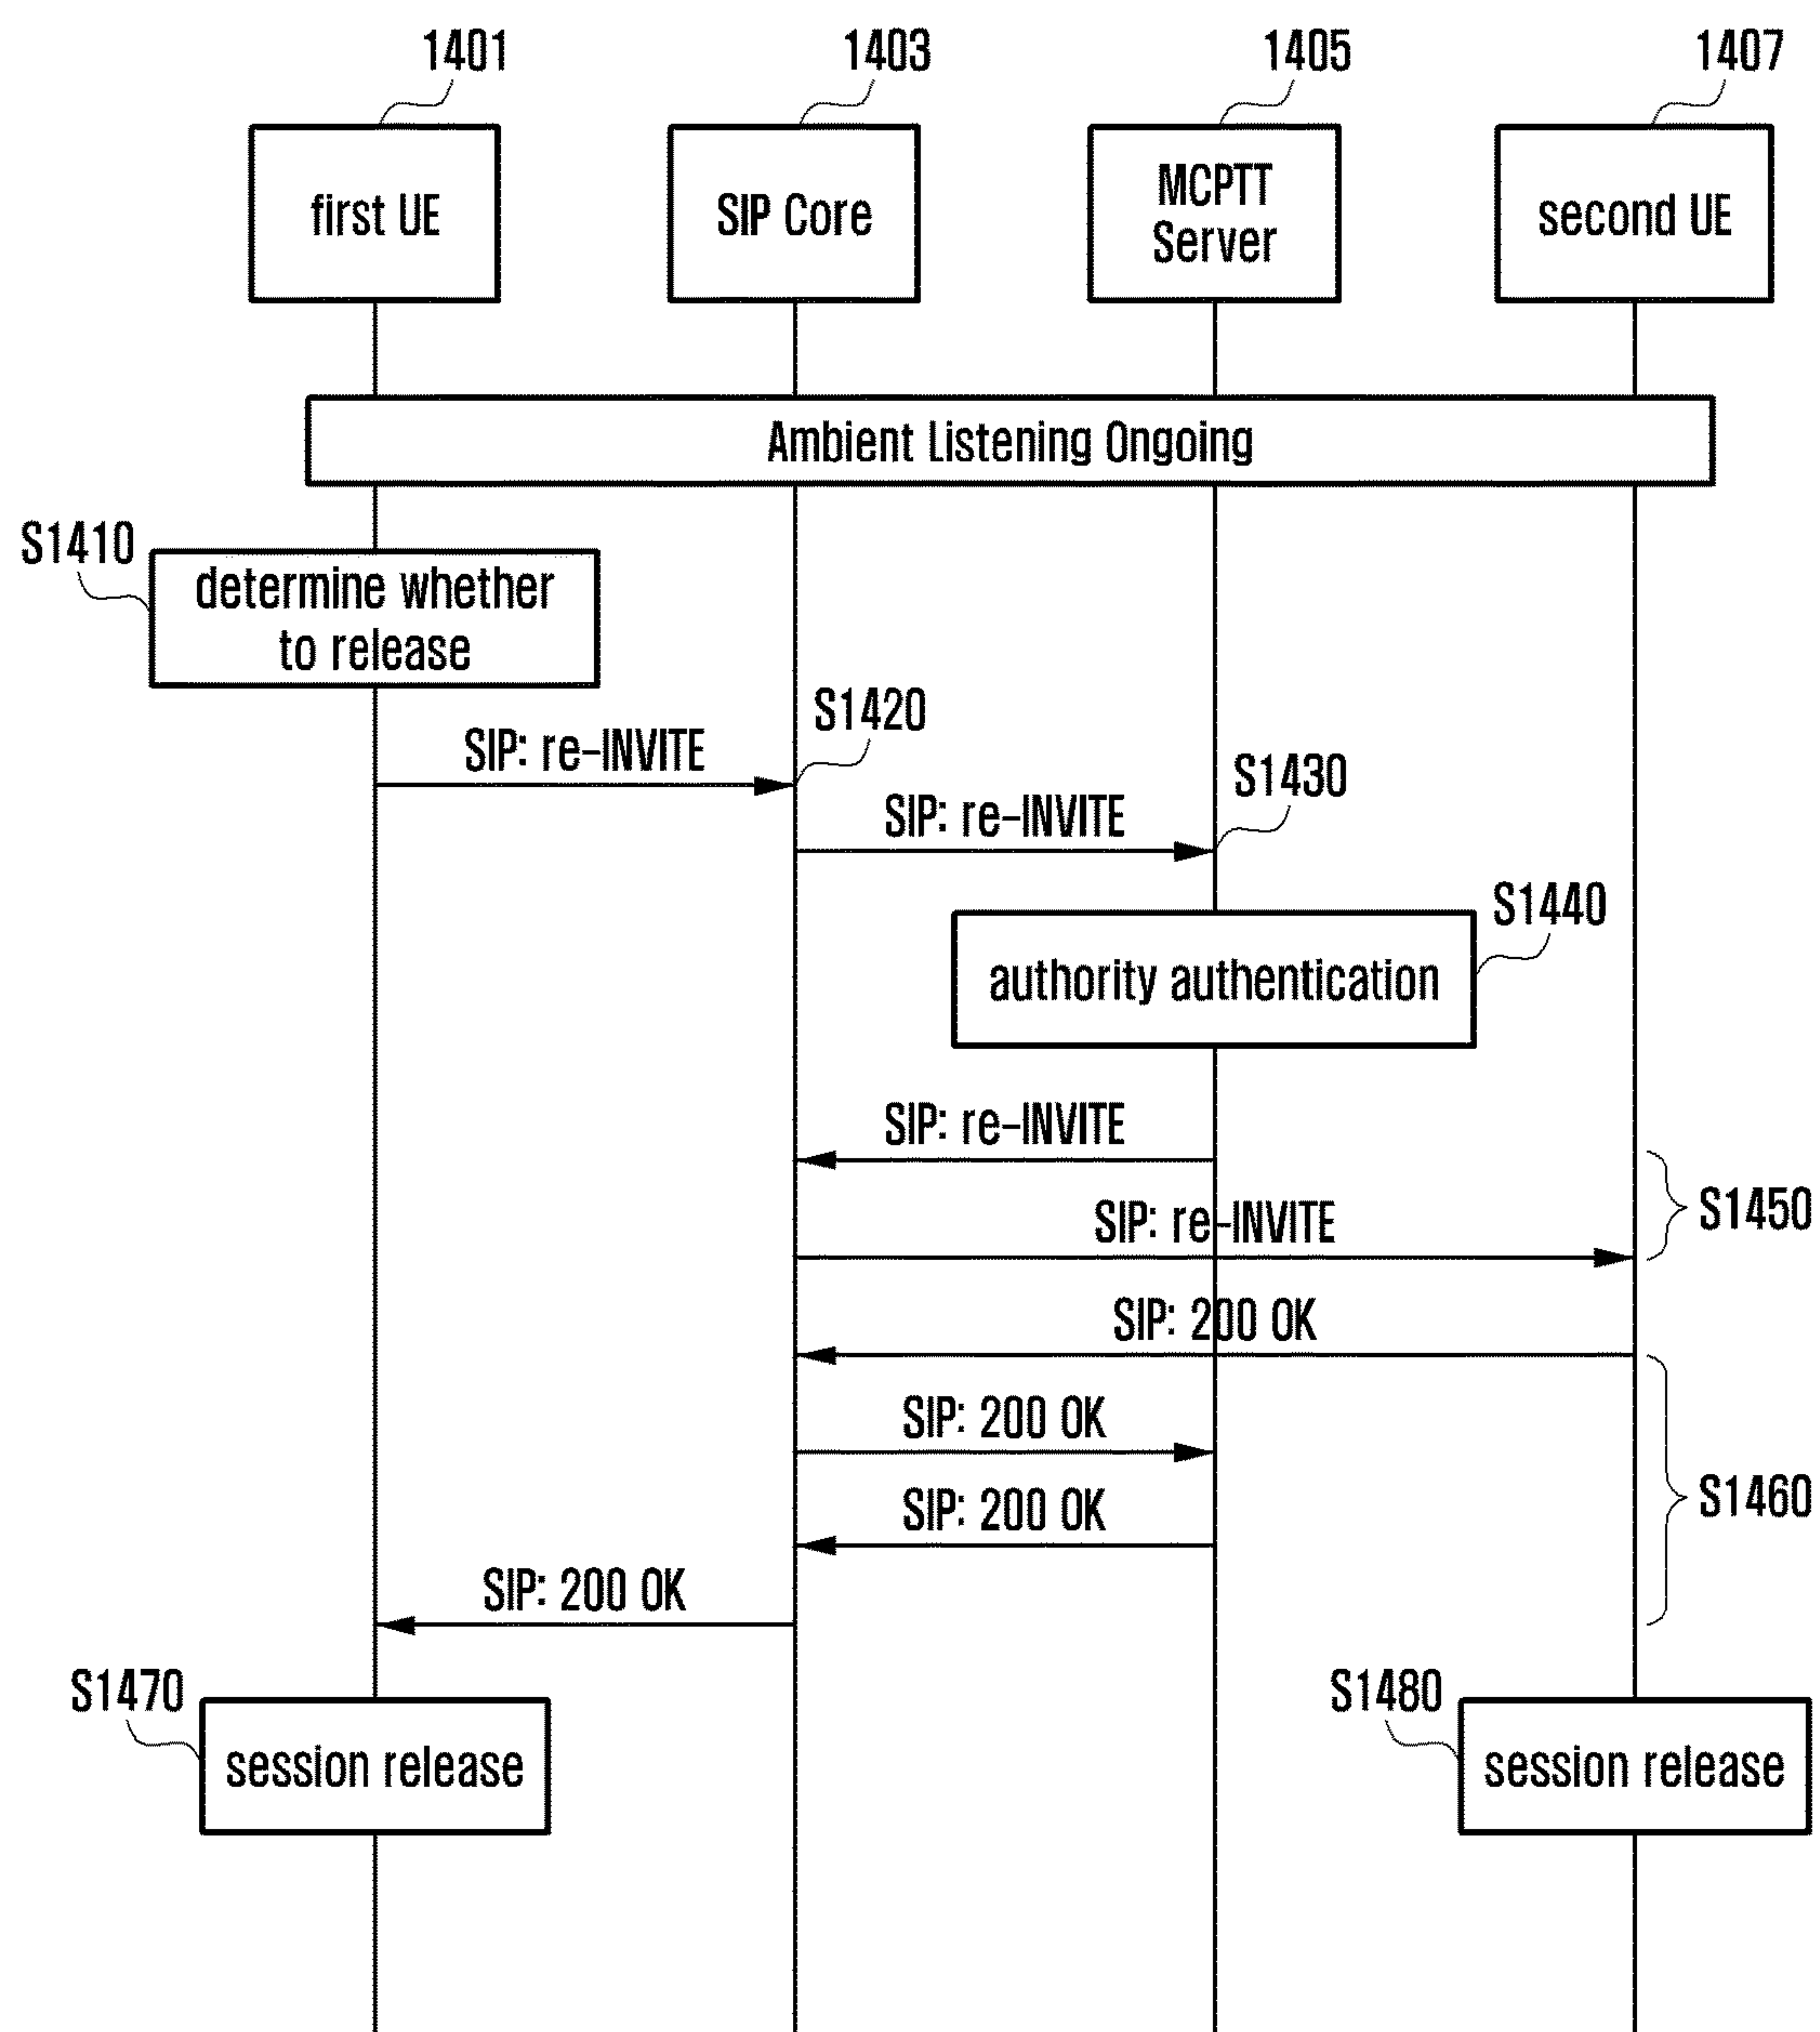 1401
1403
1405
1407
first UE
SIP Core
MCPTT
Server
second UE
Ambient Listening Ongoing
S1410
determine whether
to release
S1420
SIP: re-INVITE
S1430
SIP: re-INVITE
S1440
authority authentication
SIP: re-INVITE
S1450
SIP: re-INVITE
SIP: 200 OK
SIP: 200 OK
S1460
SIP: 200 OK
SIP: 200 OK
S1470
session release
S1480
session release